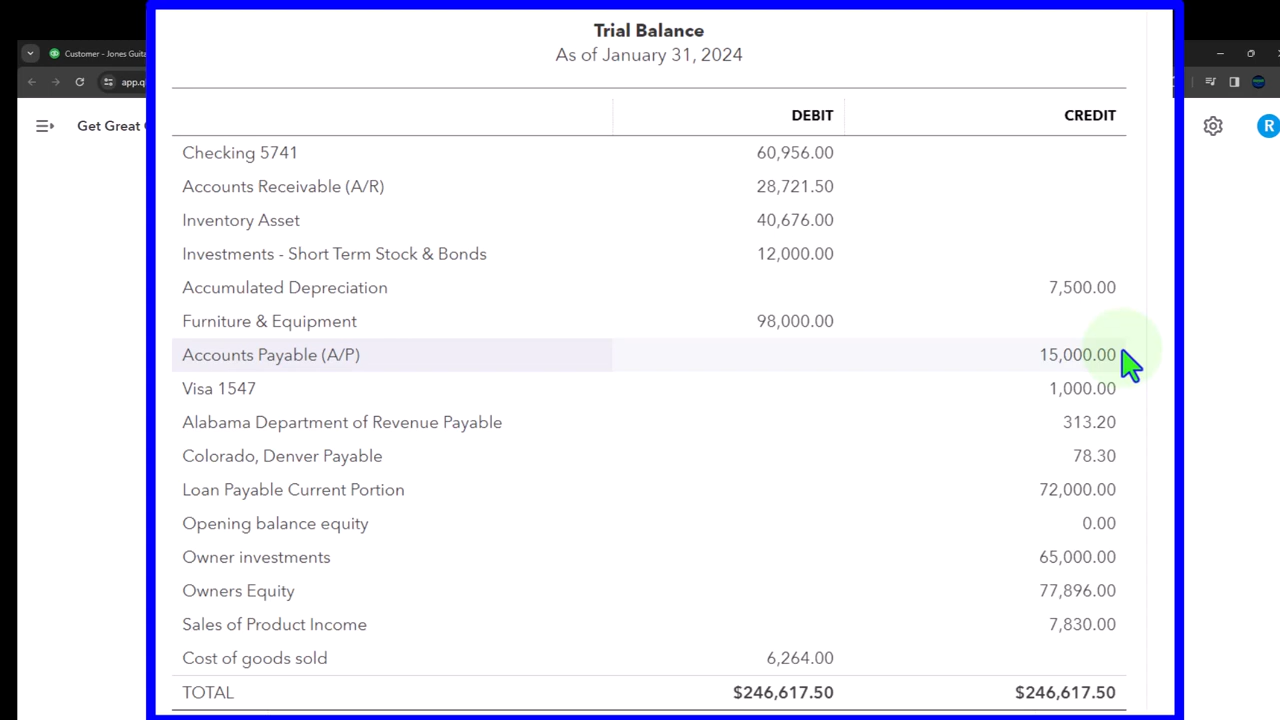 Trial Balance
As of January 31, 2024
Customer - Jones Guita
app.q
Get Great
R
DEBIT CREDIT
Checking 5741 60,956.00
Accounts Receivable (A/R) 28,721.50
Inventory Asset 40,676.00
Investments - Short Term Stock & Bonds 12,000.00
Accumulated Depreciation 7,500.00
Furniture & Equipment 98,000.00
Accounts Payable (A/P) 15,000.00
Visa 1547 1,000.00
Alabama Department of Revenue Payable 313.20
Colorado, Denver Payable 78.30
Loan Payable Current Portion 72,000.00
Opening balance equity 0.00
Owner investments 65,000.00
Owners Equity 77,896.00
Sales of Product Income 7,830.00
Cost of goods sold 6,264.00
TOTAL $246,617.50 $246,617.50